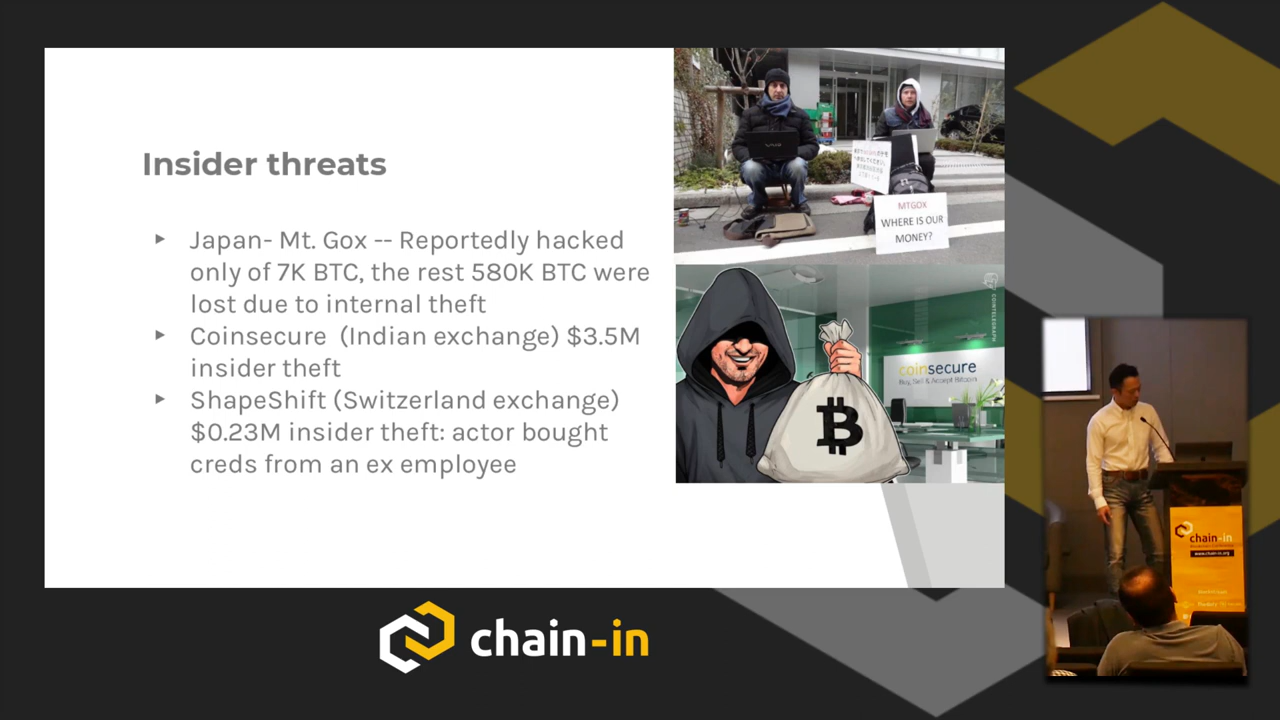 Insider threats
▸ Japan- Mt. Gox -- Reportedly hacked
only of 7K BTC, the rest 580K BTC were
lost due to internal theft
▸ Coinsecure (Indian exchange) $3.5M
insider theft
▸ ShapeShift (Switzerland exchange)
$0.23M insider theft: actor bought
creds from an ex employee
MTGOX
WHERE IS OUR
MONEY?
COINTELEGRAPH
coinsecure
Buy, Sell & Accept Bitcoin
chain-in
www.chain-in.org
chain-in